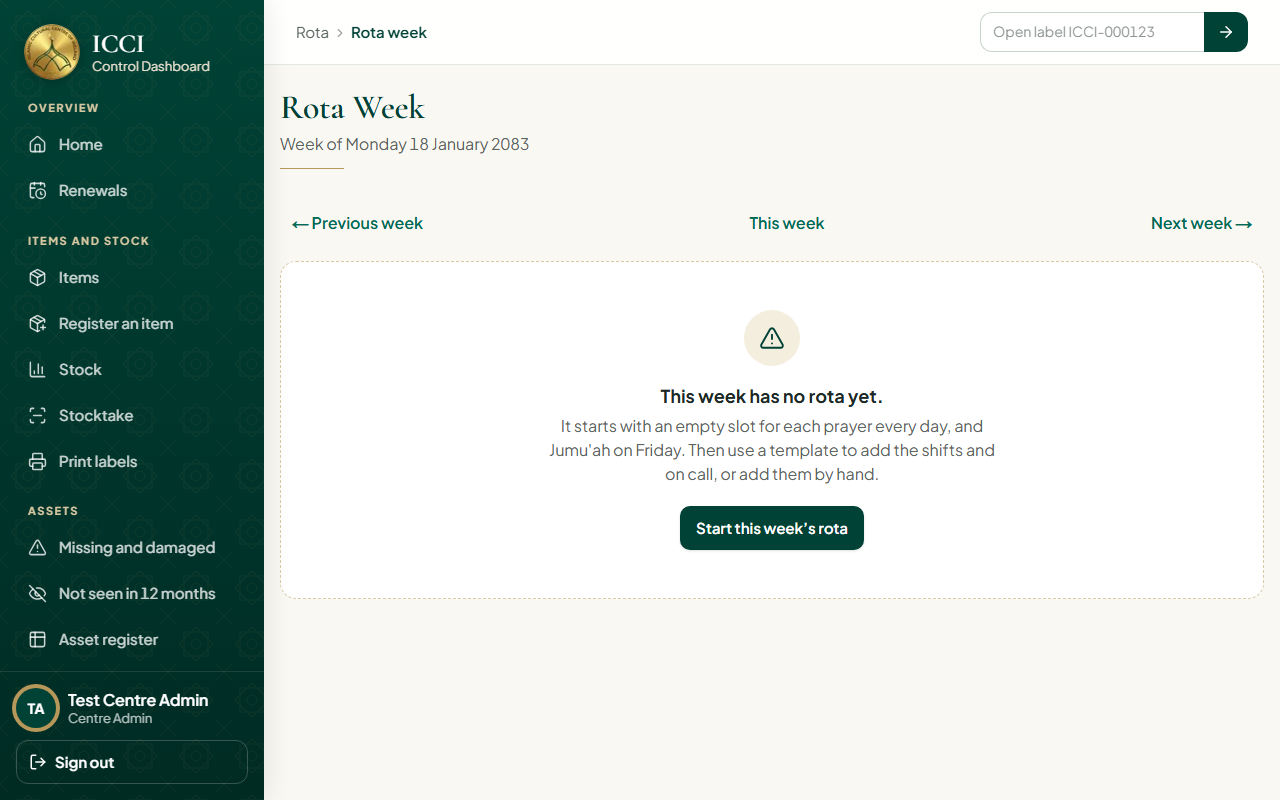 ICCI
Control Dashboard
OVERVIEW
Home
Renewals
ITEMS AND STOCK
Items
Register an item
Stock
Stocktake
Print labels
ASSETS
Missing and damaged
Not seen in 12 months
Asset register
TA
Test Centre Admin
Centre Admin
Sign out
Rota › Rota week
Open label ICCI-000123
Rota Week
Week of Monday 18 January 2083
← Previous week
This week
Next week →
This week has no rota yet.
It starts with an empty slot for each prayer every day, and
Jumu'ah on Friday. Then use a template to add the shifts and
on call, or add them by hand.
Start this week’s rota